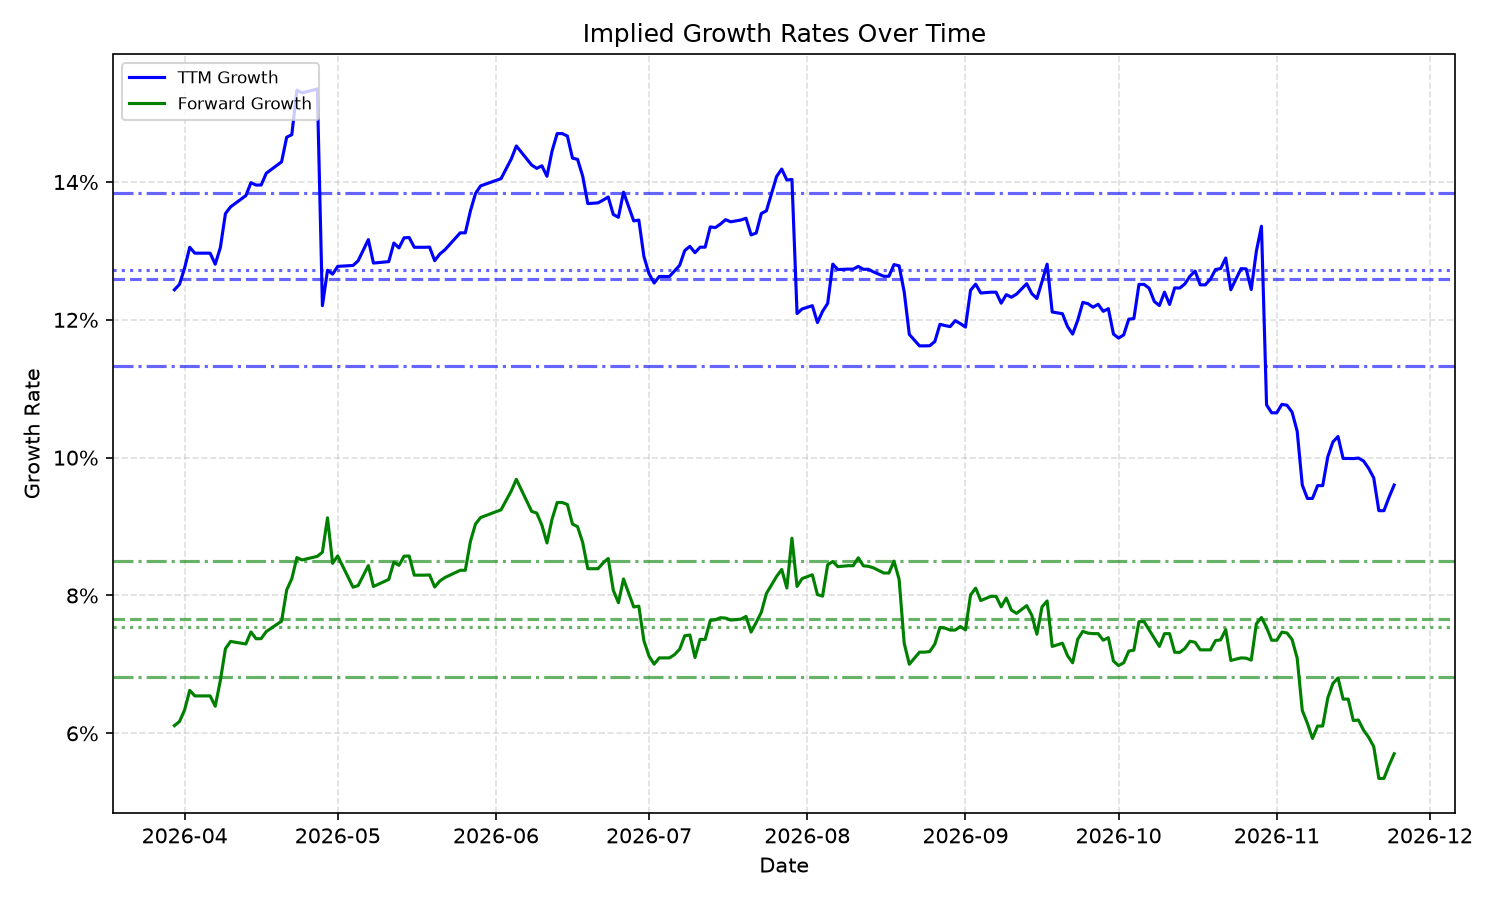 Implied Growth Rates Over Time
TTM Growth
Forward Growth
Growth Rate
14%
12%
10%
8%
6%
2026-04 2026-05 2026-06 2026-07 2026-08 2026-09 2026-10 2026-11 2026-12
Date